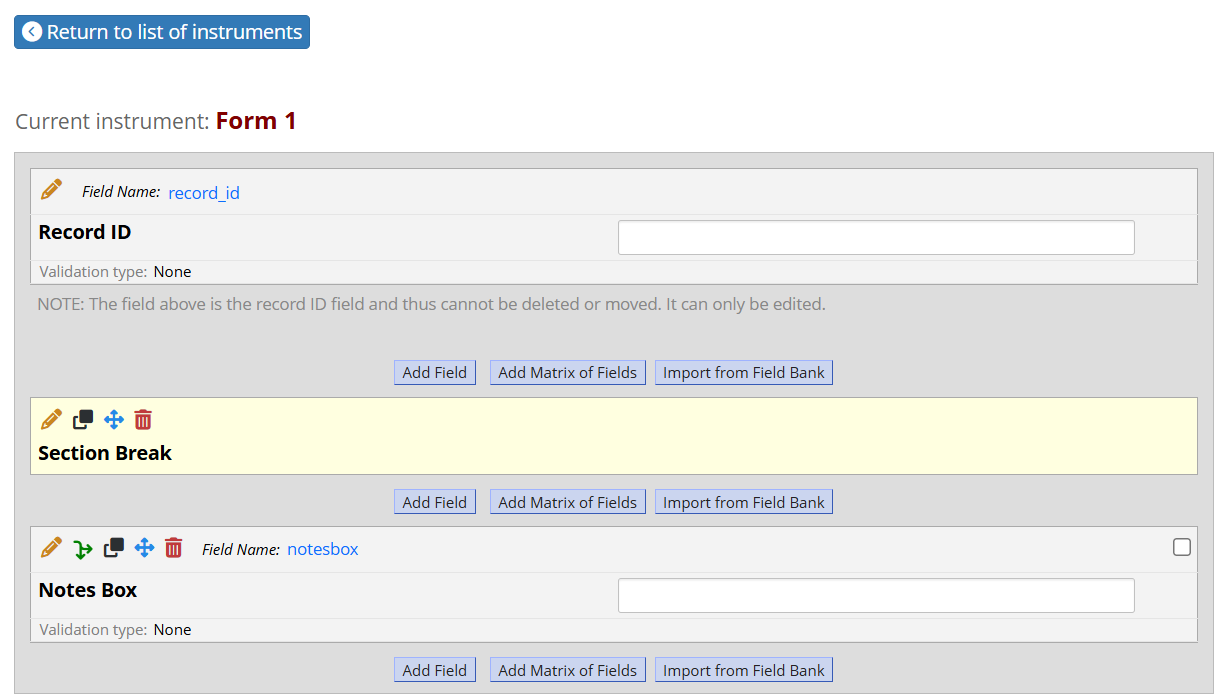 Return to list of instruments
Current instrument: Form 1
Field Name: record_id
Record ID
Validation type: None
NOTE: The field above is the record ID field and thus cannot be deleted or moved. It can only be edited.
Add Field Add Matrix of Fields Import from Field Bank
Section Break
Add Field Add Matrix of Fields Import from Field Bank
Field Name: notesbox
Notes Box
Validation type: None
Add Field Add Matrix of Fields Import from Field Bank